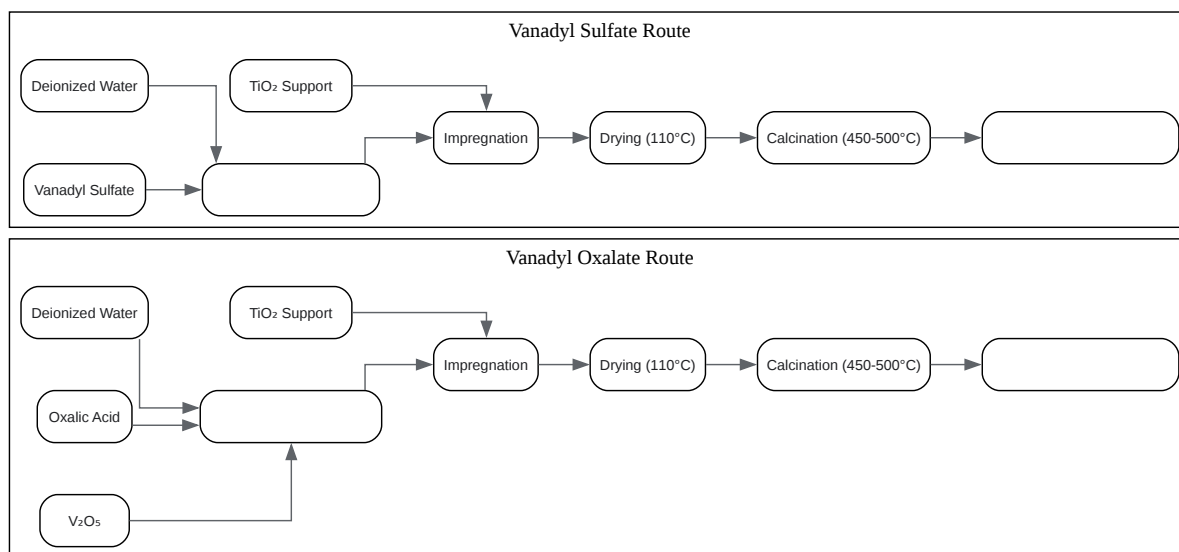 Vanadyl Sulfate Route
Deionized Water
TiO₂ Support
Impregnation
Drying (110°C)
Calcination (450-500°C)
Vanadyl Sulfate
Vanadyl Oxalate Route
Deionized Water
TiO₂ Support
Impregnation
Drying (110°C)
Calcination (450-500°C)
Oxalic Acid
V₂O₅